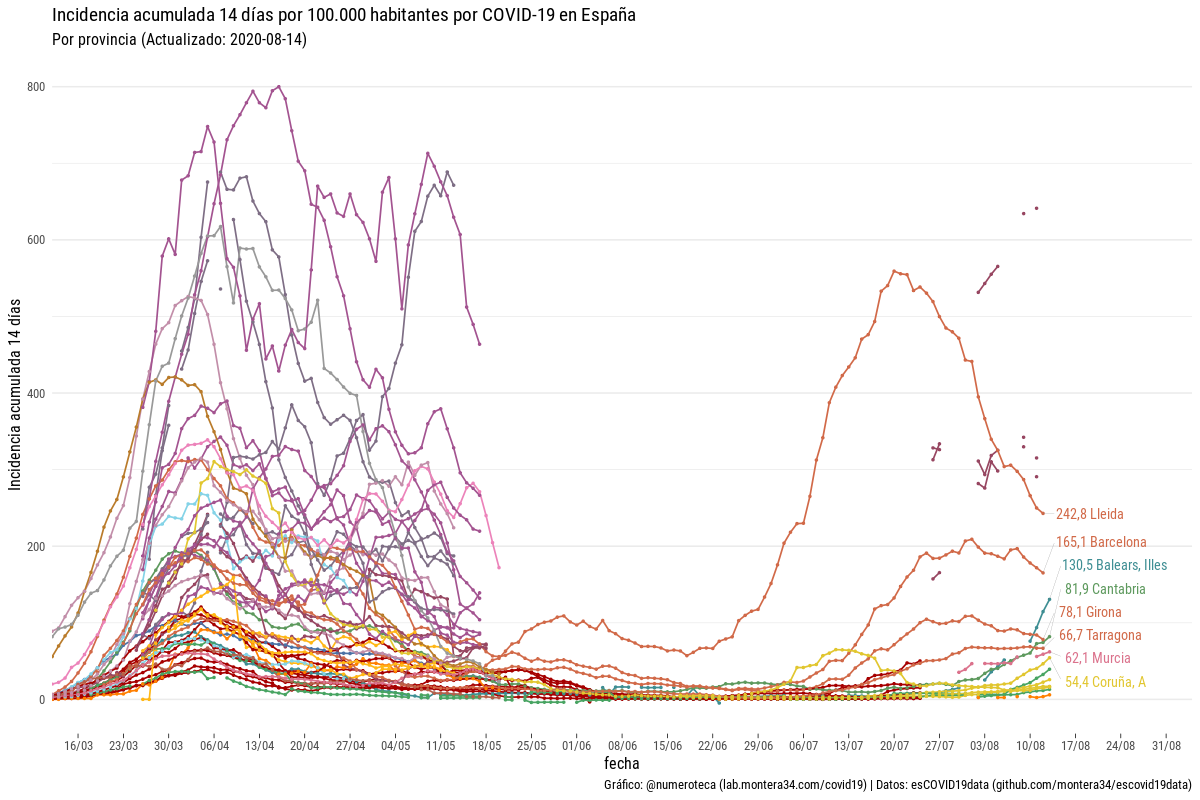 Incidencia acumulada 14 días por 100.000 habitantes por COVID-19 en España
Por provincia (Actualizado: 2020-08-14)
Incidencia acumulada 14 días
800
600
400
200
0
242,8 Lleida
165,1 Barcelona
130,5 Balears, Illes
81,9 Cantabria
78,1 Girona
66,7 Tarragona
62,1 Murcia
54,4 Coruña, A
16/03 23/03 30/03 06/04 13/04 20/04 27/04 04/05 11/05 18/05 25/05 01/06 08/06 15/06 22/06 29/06 06/07 13/07 20/07 27/07 03/08 10/08 17/08 24/08 31/08
fecha
Gráfico: @numeroteca (lab.montera34.com/covid19) | Datos: esCOVID19data (github.com/montera34/escovid19data)